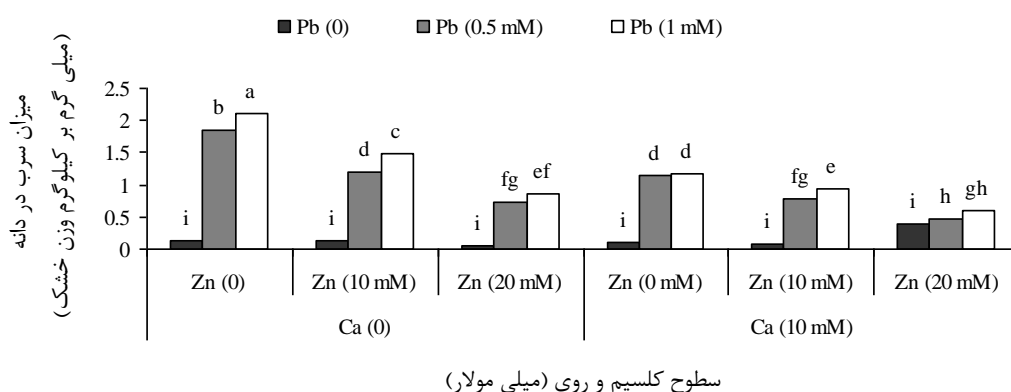 Pb (0) Pb (0.5 mM) Pb (1 mM)
میزان سرب در دانه
(میلی گرم بر کیلوگرم وزن خشک)
2.5
2
1.5
1
0.5
0
i b a
i d c
i fg ef
i d d
i fg e
i h gh
Zn (0) Zn (10 mM) Zn (20 mM) Zn (0 mM) Zn (10 mM) Zn (20 mM)
Ca (0) Ca (10 mM)
سطوح کلسیم و روی (میلی مولار)